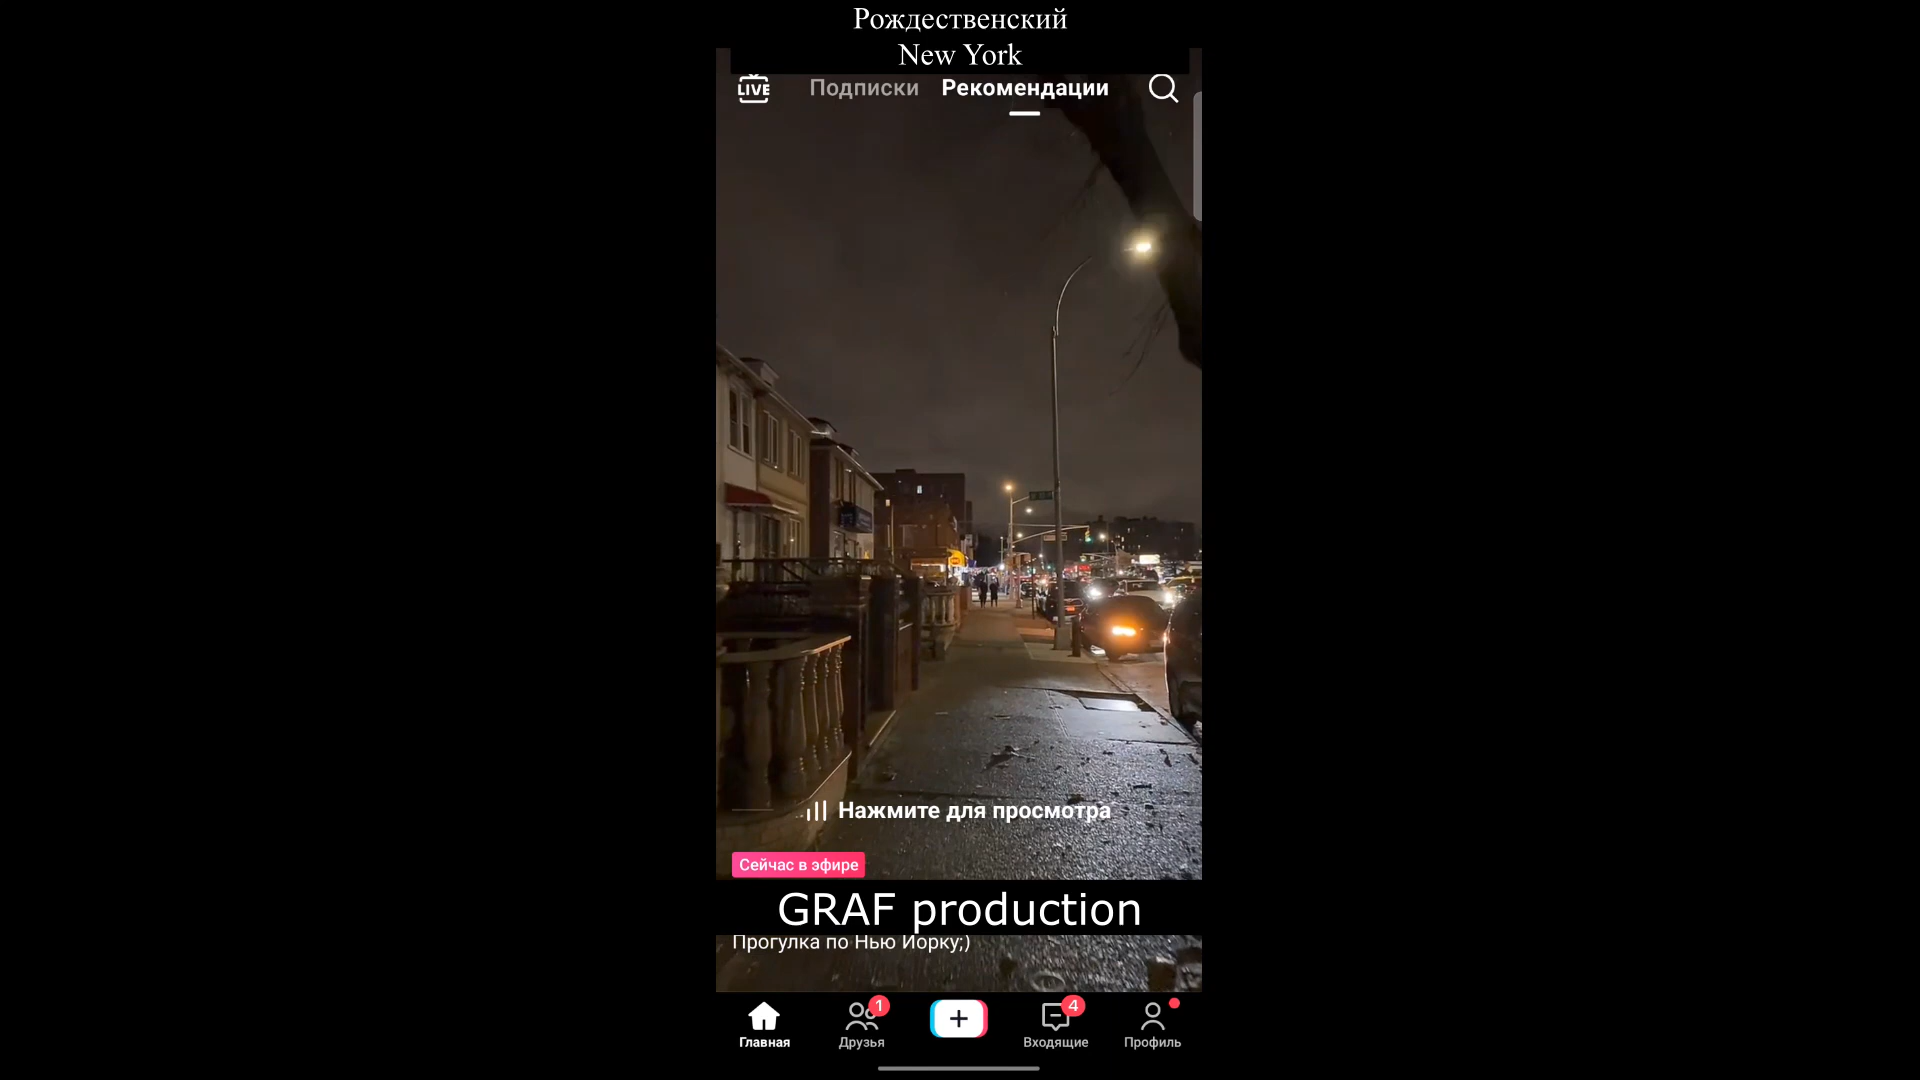 Рождественский
New York
LIVE
Подписки Рекомендации
Нажмите для просмотра
Сейчас в эфире
GRAF production
Прогулка по Нью Йорку;)
1
4
Главная Друзья Входящие Профиль